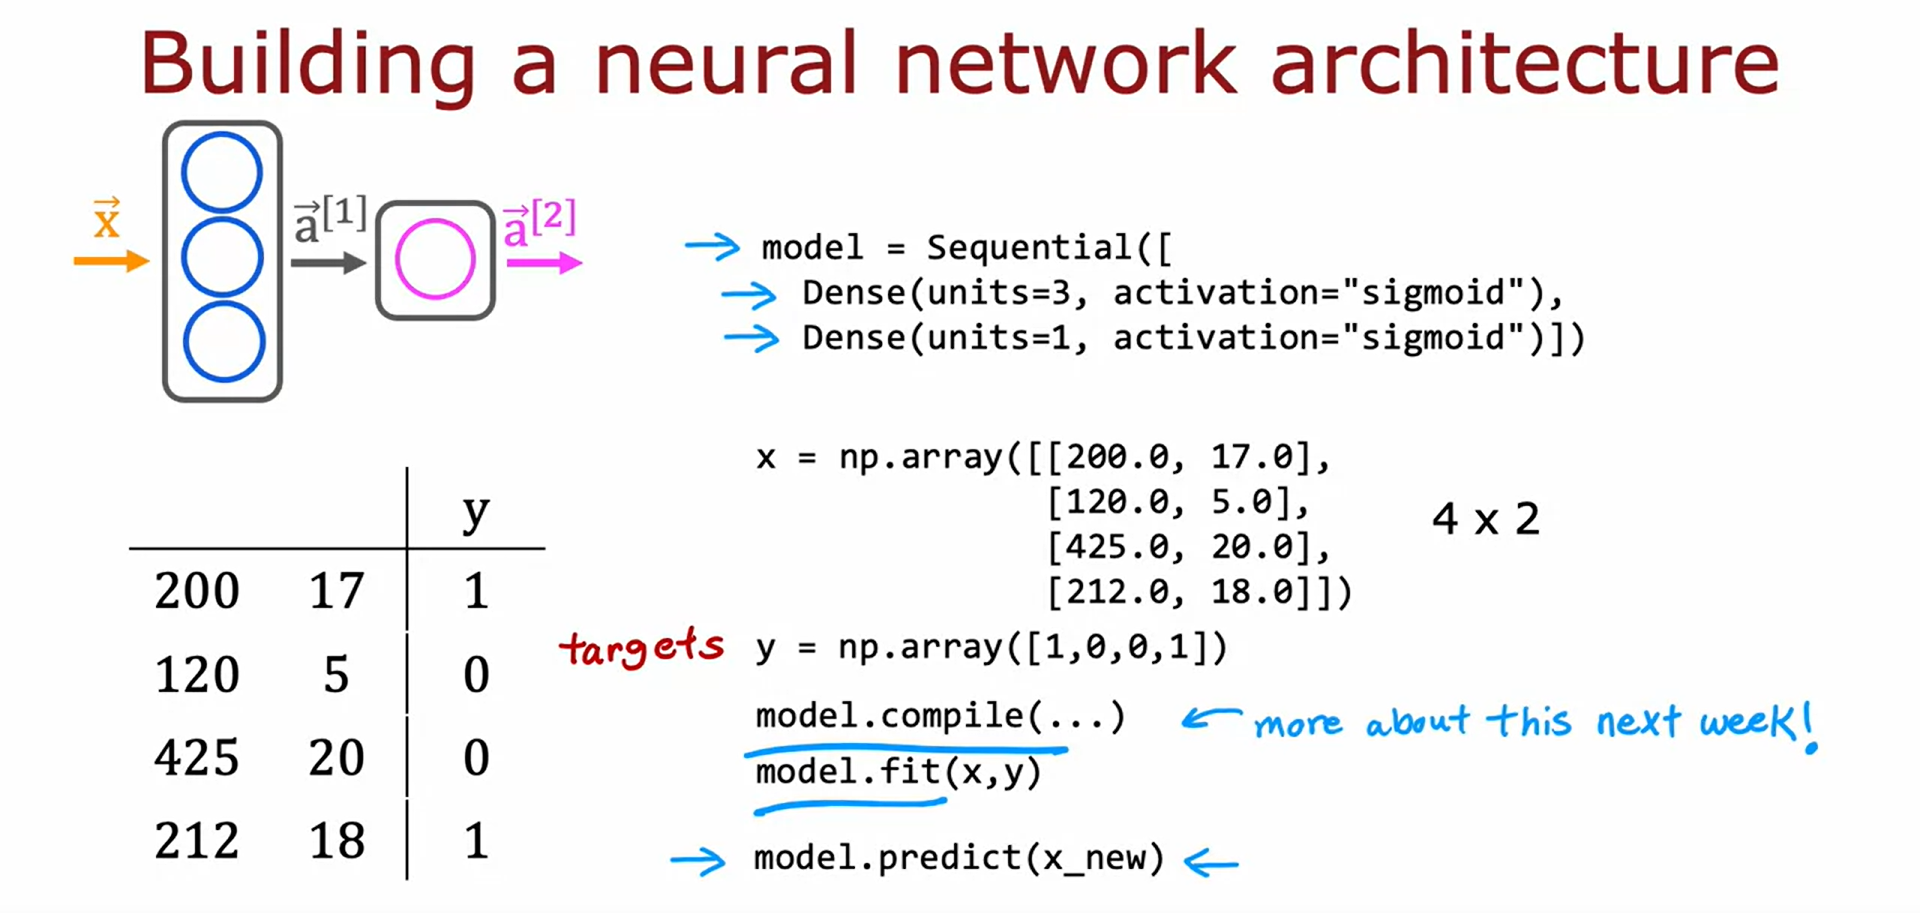 Building a neural network architecture
x⃗
a⃗[1]
a⃗[2]
→ model = Sequential([
→ Dense(units=3, activation="sigmoid"),
→ Dense(units=1, activation="sigmoid")])
y
200 17 1
120 5 0
425 20 0
212 18 1
x = np.array([[200.0, 17.0],
[120.0, 5.0],
[425.0, 20.0],
[212.0, 18.0]])
4 x 2
targets y = np.array([1,0,0,1])
model.compile(...) ← more about this next week!
model.fit(x,y)
→ model.predict(x_new) ←